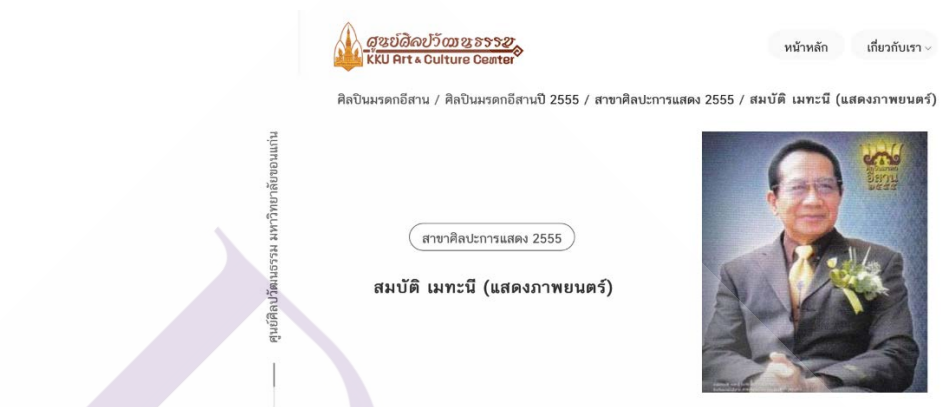 ศูนย์ศิลปวัฒนธรรม
KKU Art & Culture Center
หน้าหลัก
เกี่ยวกับเรา
ศิลปินมรดกอีสาน / ศิลปินมรดกอีสานปี 2555 / สาขาศิลปะการแสดง 2555 / สมบัติ เมทะนี (แสดงภาพยนตร์)
ศูนย์ศิลปวัฒนธรรม มหาวิทยาลัยขอนแก่น
สาขาศิลปะการแสดง 2555
สมบัติ เมทะนี (แสดงภาพยนตร์)
อีสาน
๒๕๕๕